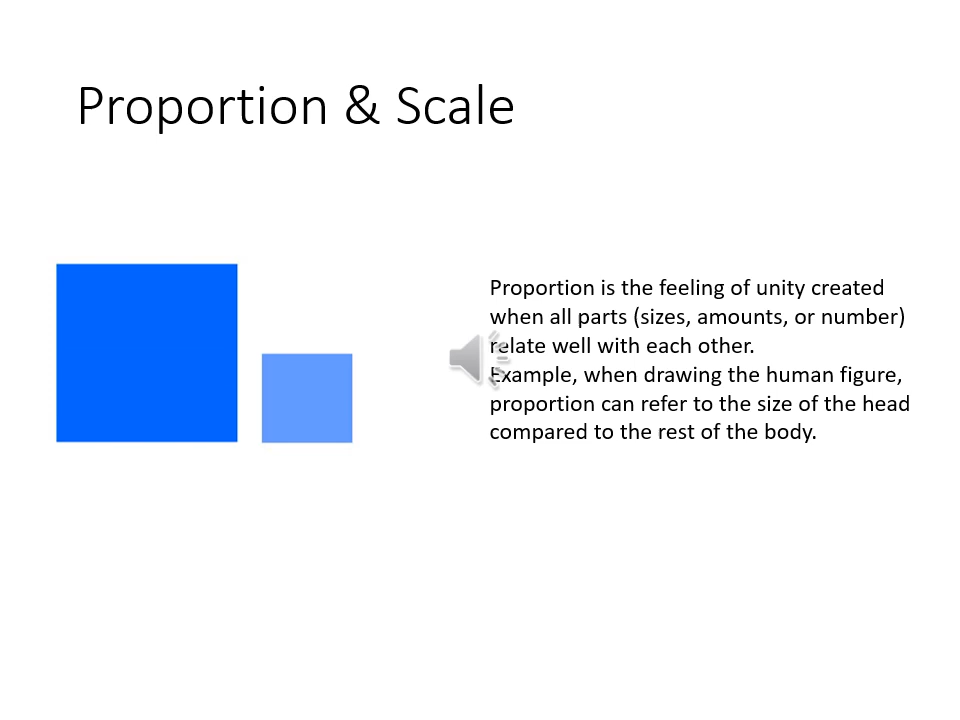 Proportion & Scale
Proportion is the feeling of unity created
when all parts (sizes, amounts, or number)
relate well with each other.
Example, when drawing the human figure,
proportion can refer to the size of the head
compared to the rest of the body.